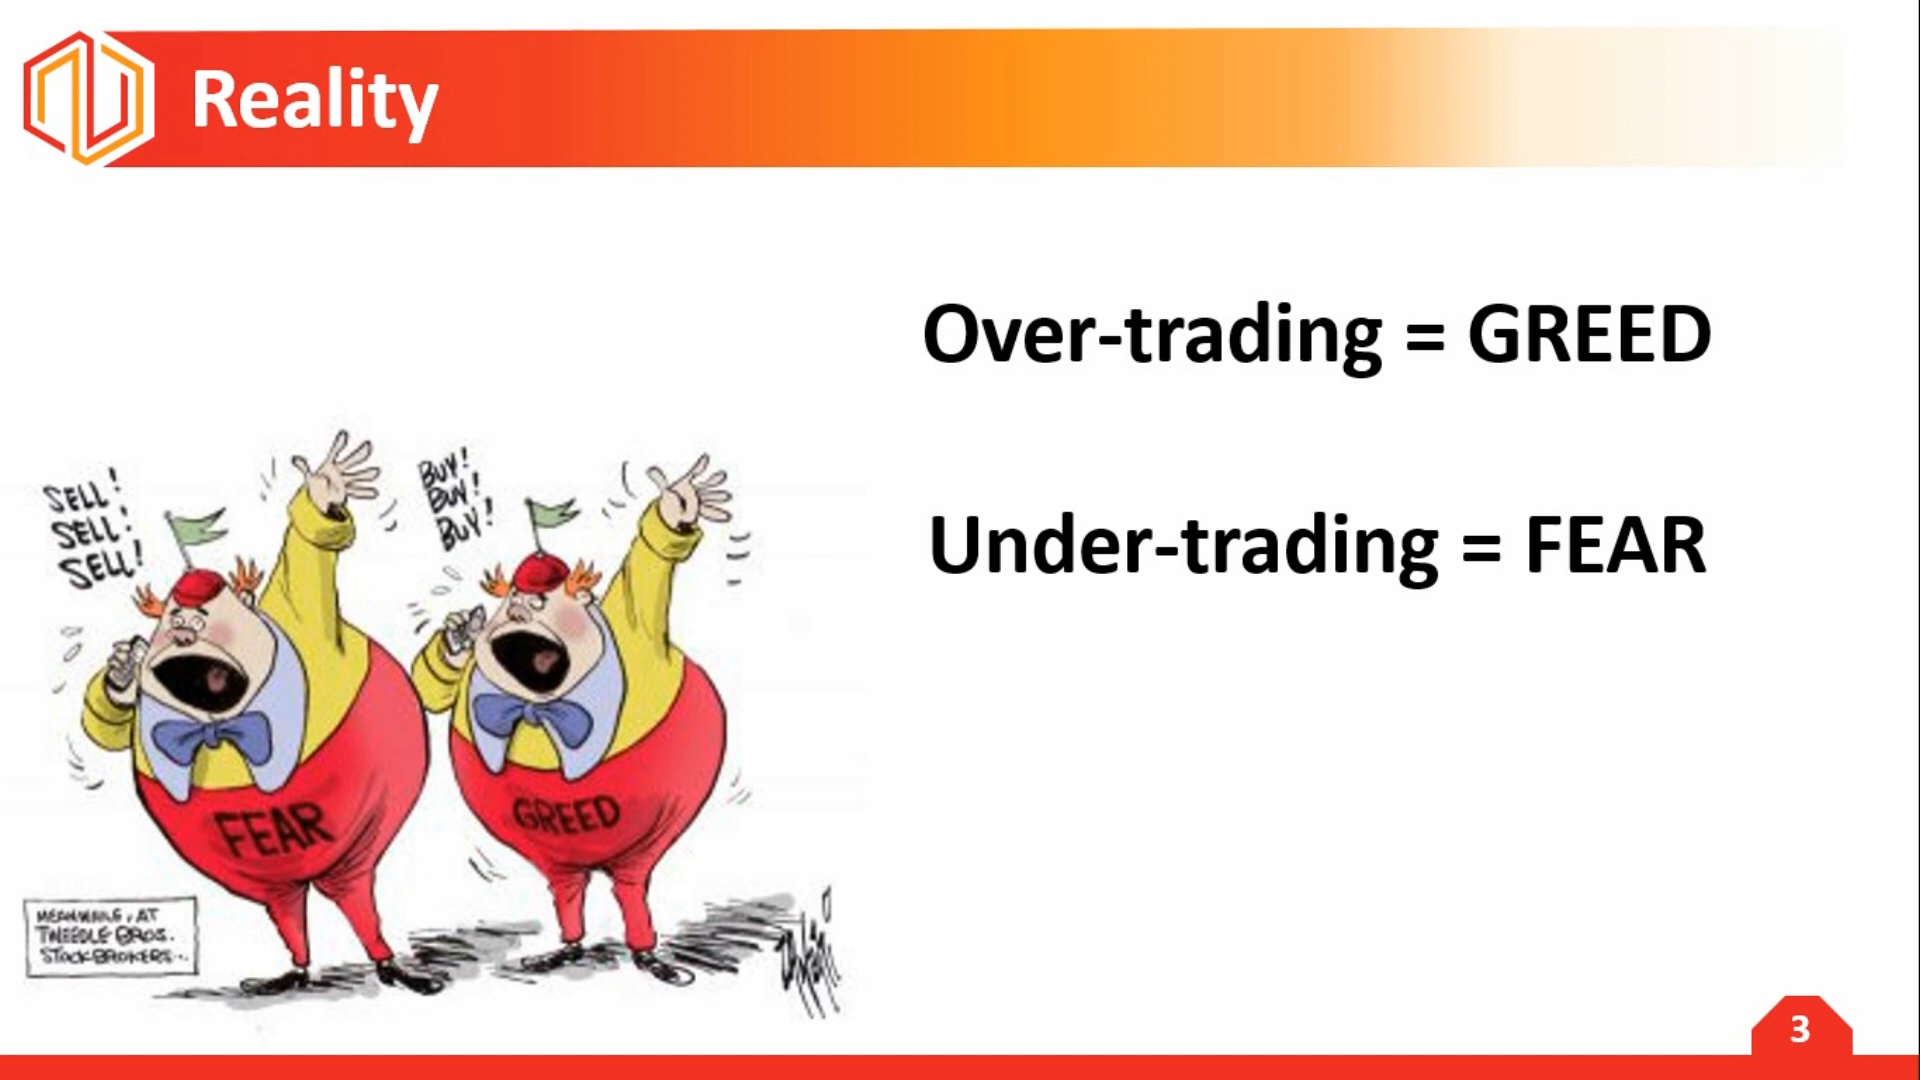 Reality
Over-trading = GREED
Under-trading = FEAR
SELL!
SELL!
SELL!
BUY!
BUY!
BUY!
FEAR
GREED
MEANWHILE, AT
TWEEDLE BROS.
STOCKBROKERS...
3